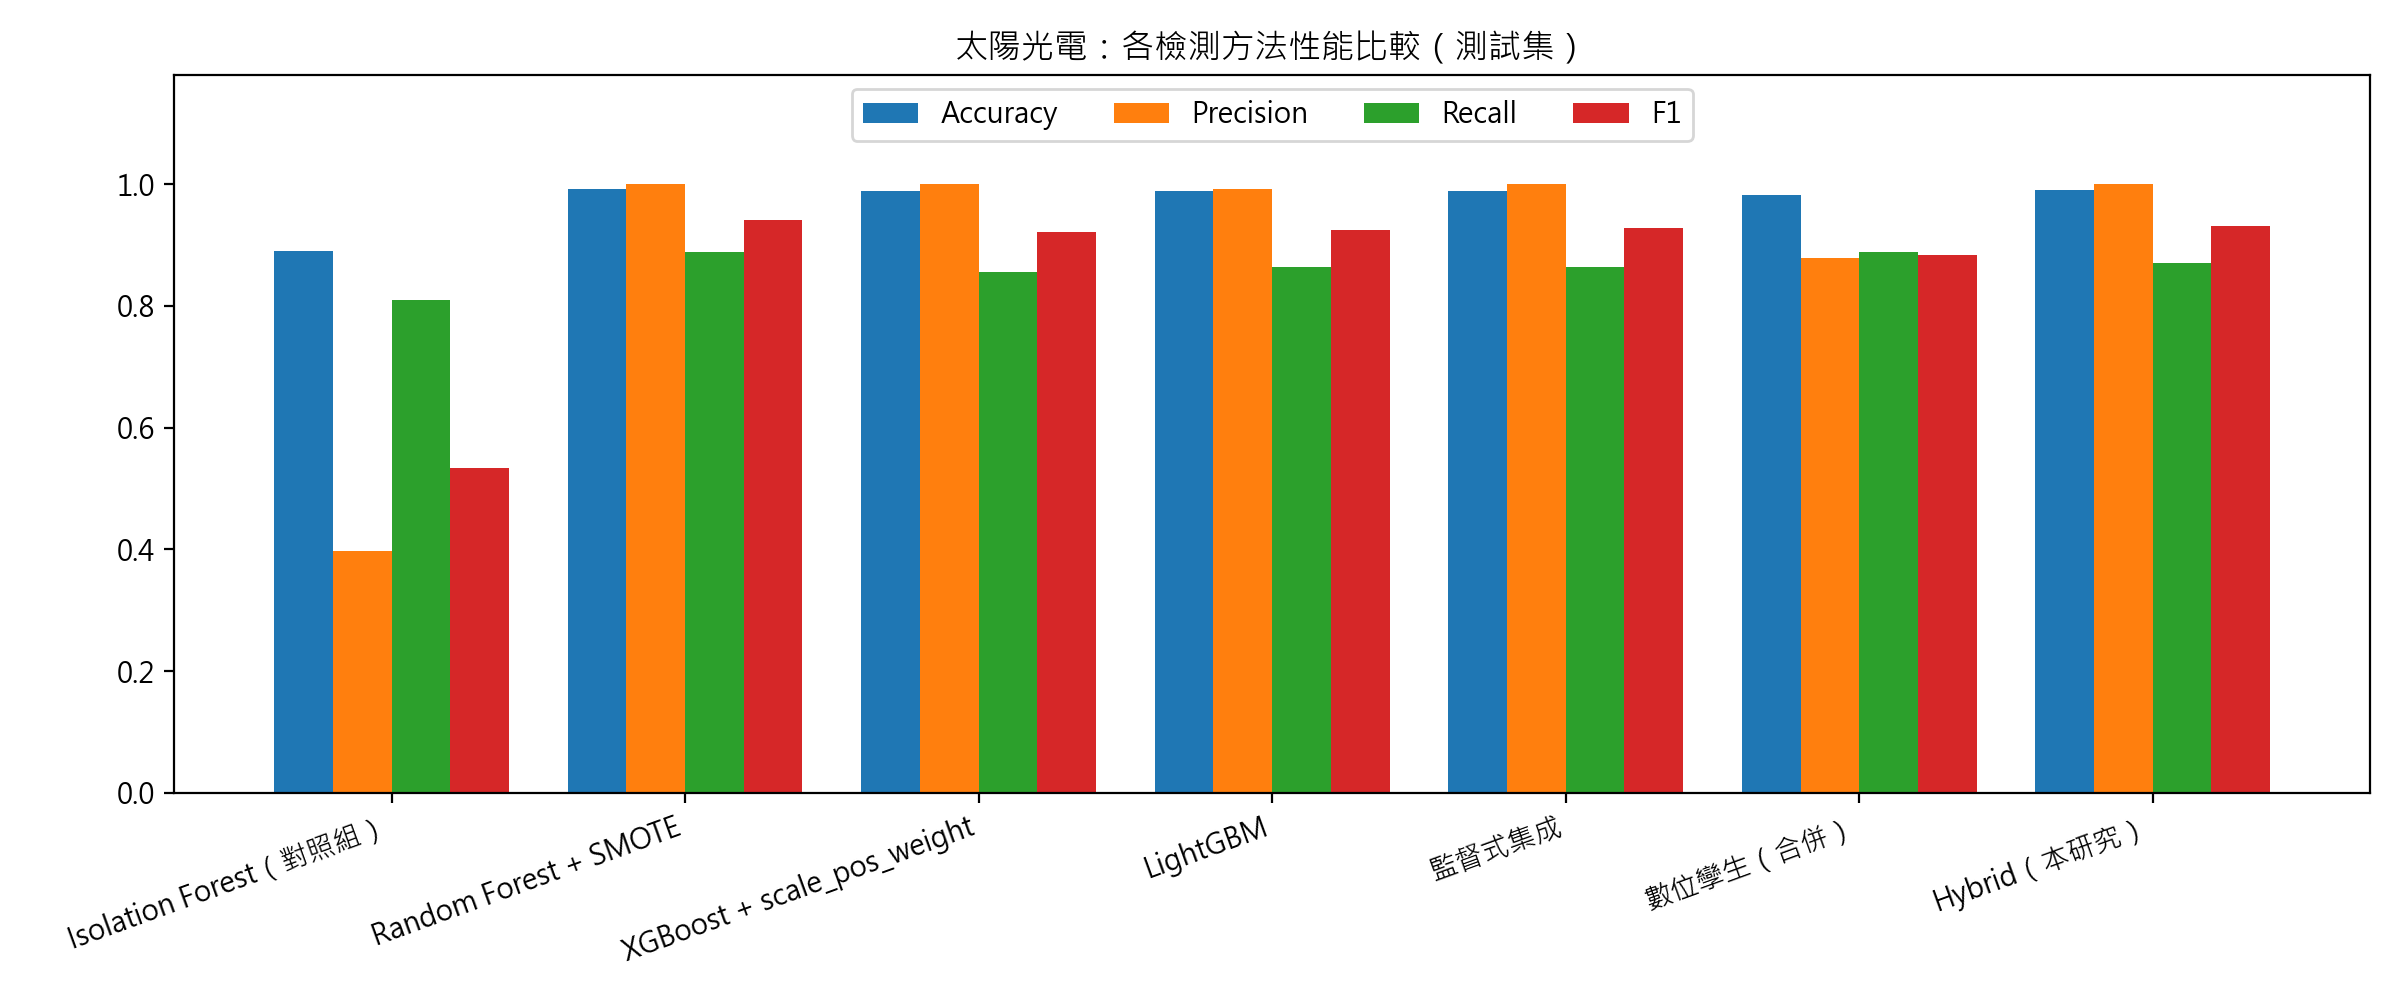 太陽光電：各檢測方法性能比較（測試集）
Accuracy Precision Recall F1
1.0
0.8
0.6
0.4
0.2
0.0
Isolation Forest（對照組）
Random Forest + SMOTE
XGBoost + scale_pos_weight
LightGBM
監督式集成
數位孿生（合併）
Hybrid（本研究）